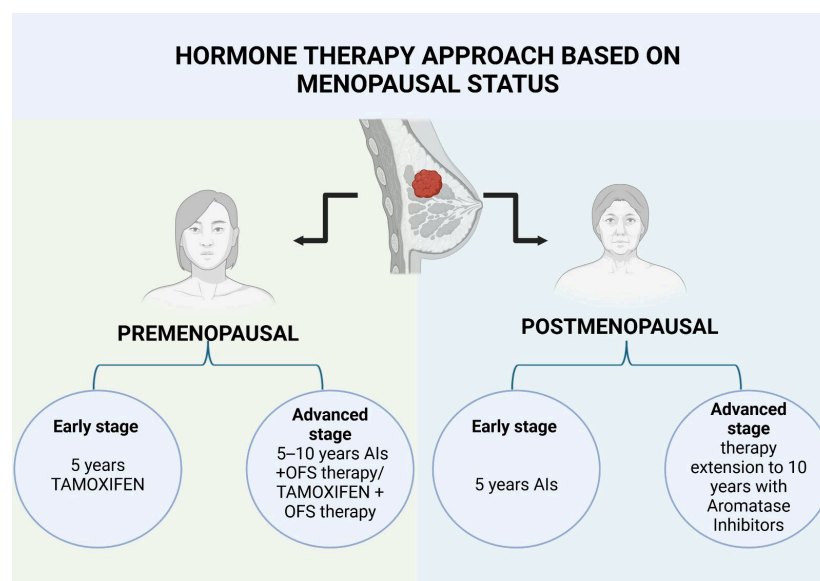 HORMONE THERAPY APPROACH BASED ON
MENOPAUSAL STATUS
PREMENOPAUSAL
Early stage
5 years
TAMOXIFEN
Advanced
stage
5–10 years AIs
+OFS therapy/
TAMOXIFEN +
OFS therapy
POSTMENOPAUSAL
Early stage
5 years AIs
Advanced
stage
therapy
extension to 10
years with
Aromatase
Inhibitors